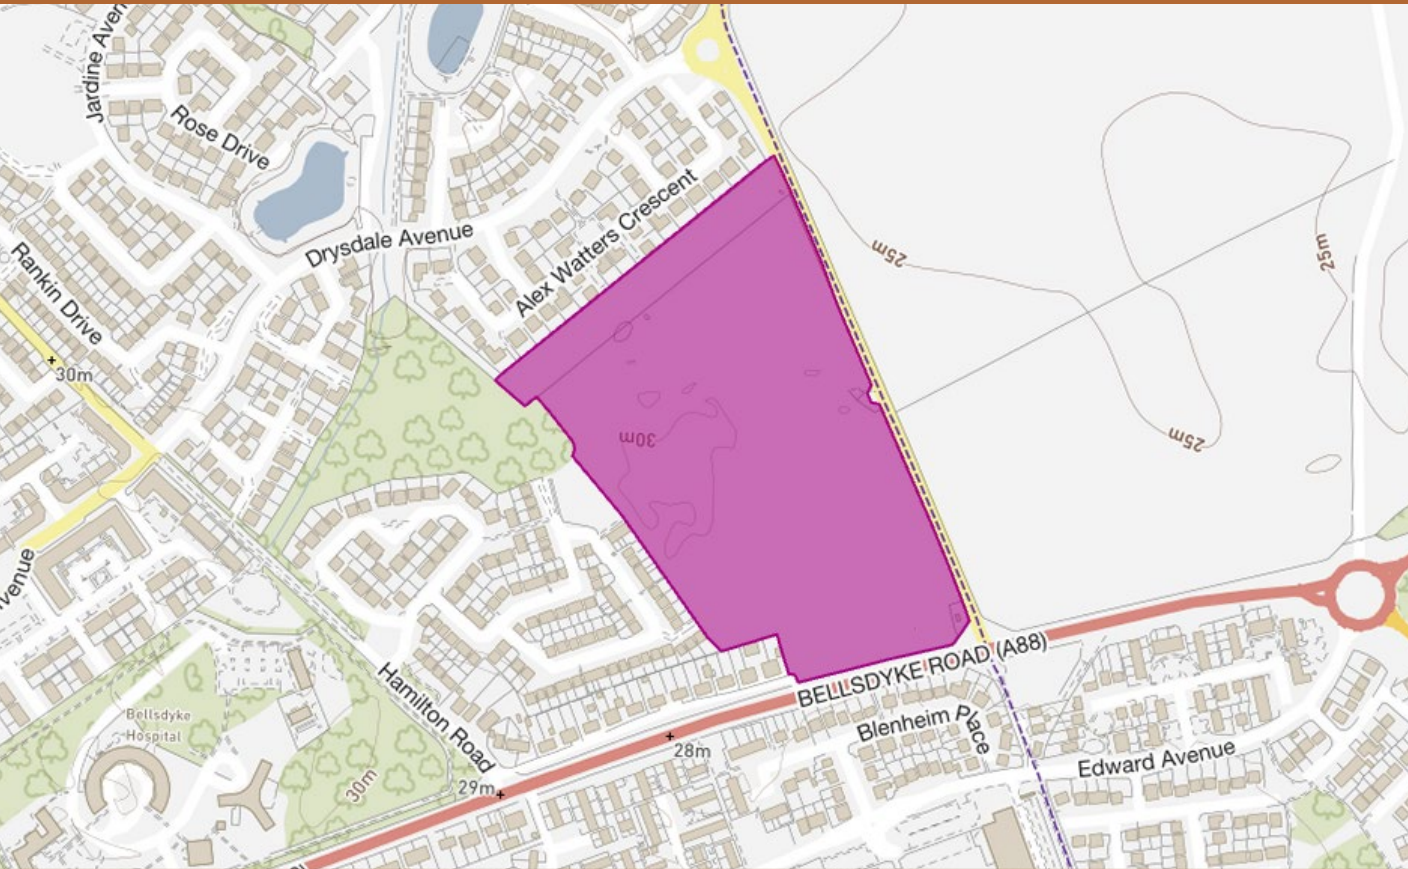 Jardine Aven
Rose Drive
Drysdale Avenue
Alex Watters Crescent
Rankin Drive
25m
25m
30m
30m
25m
venue
BELLSDYKE ROAD (A88)
Hamilton Road
Bellsdyke
Hospital
Blenheim Place
28m
Edward Avenue
30m
29m